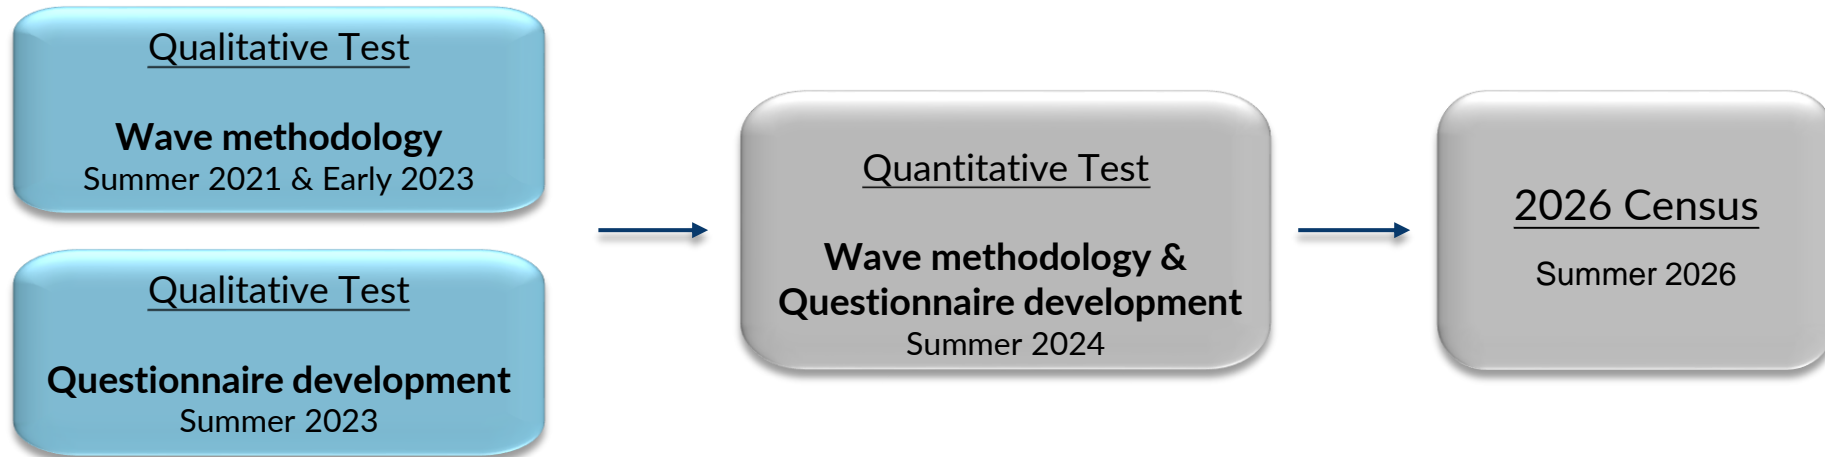 Qualitative Test
Wave methodology
Summer 2021 & Early 2023
Qualitative Test
Questionnaire development
Summer 2023
Quantitative Test
Wave methodology &
Questionnaire development
Summer 2024
2026 Census
Summer 2026